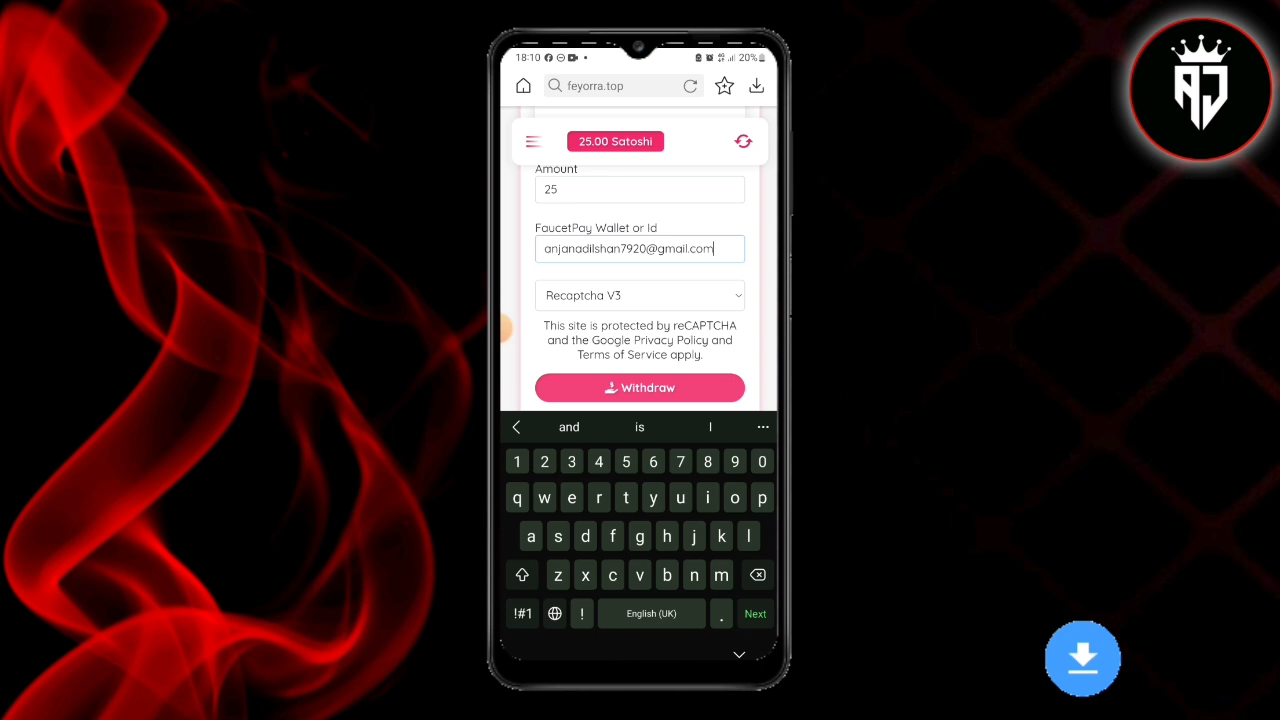 18:10
20%
feyorra.top
25.00 Satoshi
Amount
25
FaucetPay Wallet or Id
anjanadilshan7920@gmail.com
Recaptcha V3
This site is protected by reCAPTCHA
and the Google Privacy Policy and
Terms of Service apply.
Withdraw
and is I
1 2 3 4 5 6 7 8 9 0
q w e r t y u i o p
a s d f g h j k l
z x c v b n m
!#1 ! English (UK) . Next
AJ